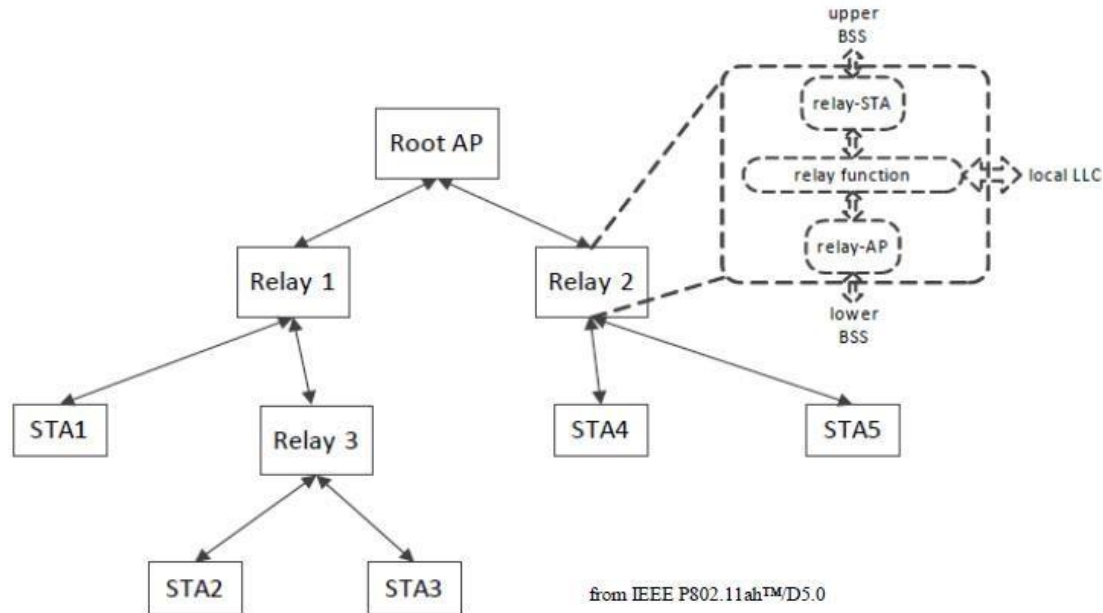 upper
BSS
relay-STA
Root AP
relay function
local LLC
relay-AP
Relay 1
Relay 2
lower
BSS
STA1
Relay 3
STA4
STA5
STA2
STA3
from IEEE P802.11ah™/D5.0